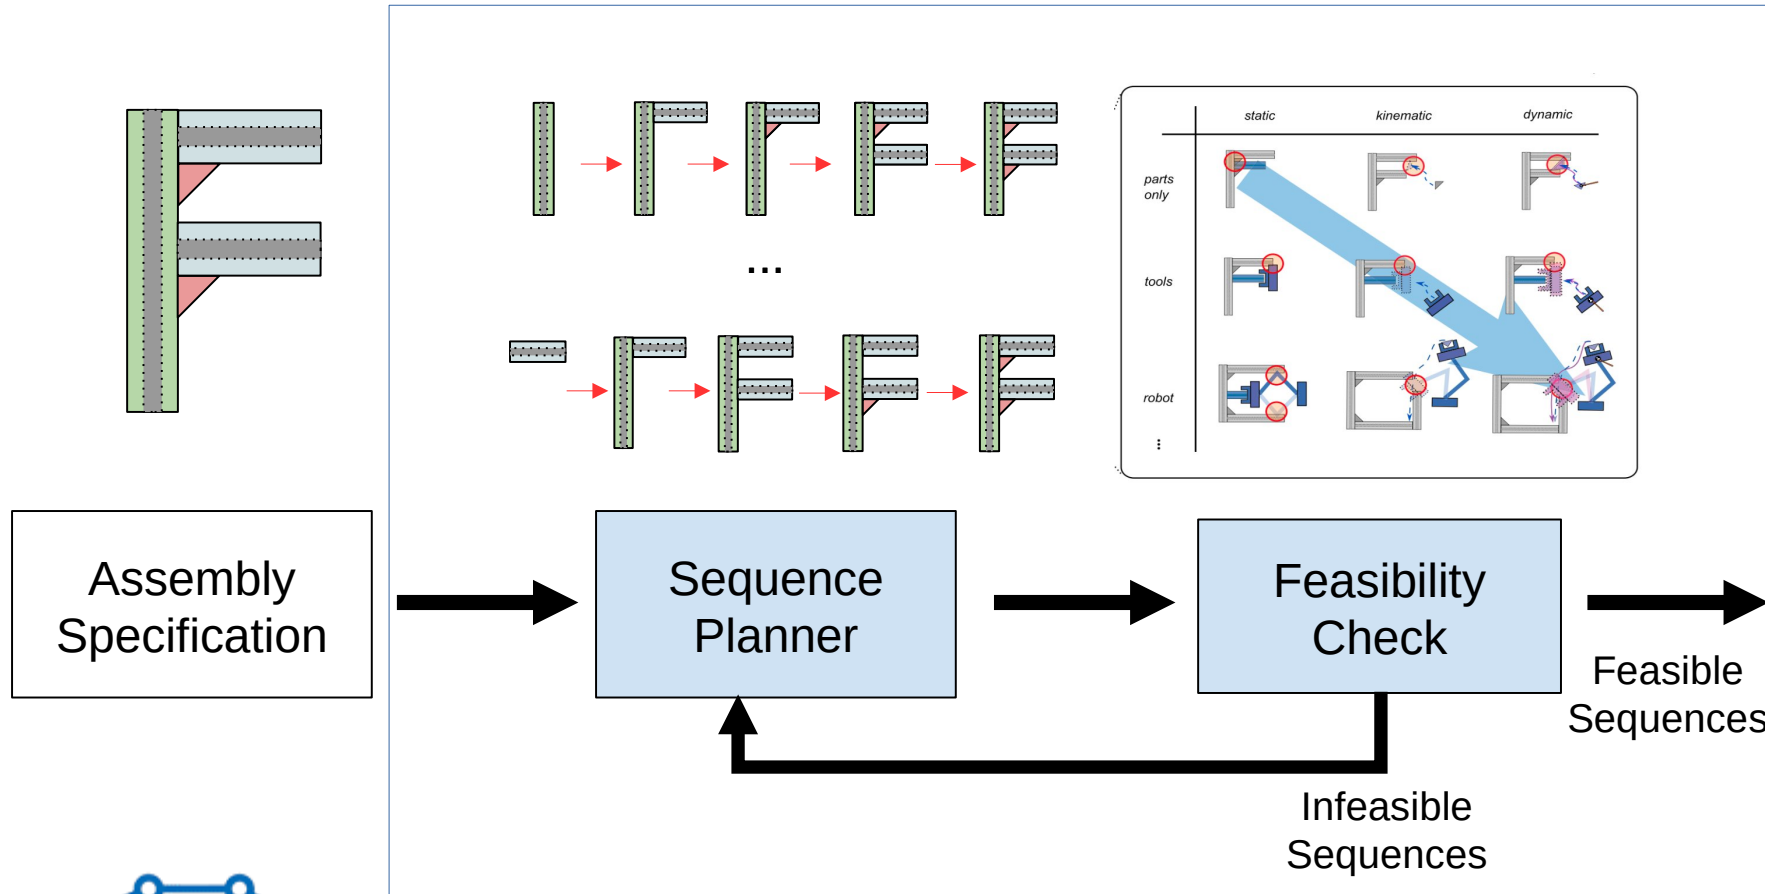 static kinematic dynamic
parts
only
tools
robot
...
...
Assembly
Specification
Sequence
Planner
Feasibility
Check
Feasible
Sequences
Infeasible
Sequences